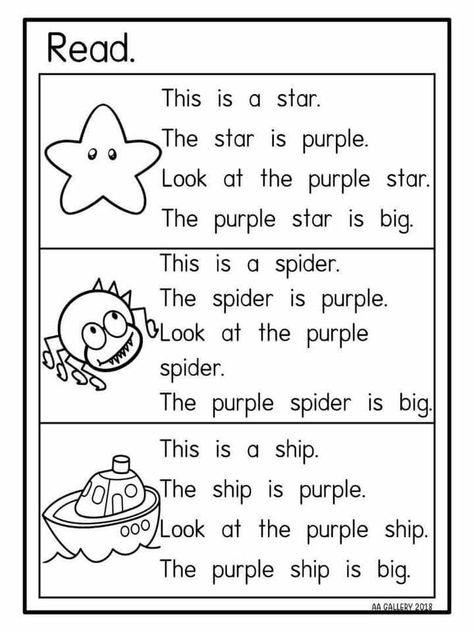 Read.
This is a star.
The star is purple.
Look at the purple star.
The purple star is big.
This is a spider.
The spider is purple.
Look at the purple
spider.
The purple spider is big.
This is a ship.
The ship is purple.
Look at the purple ship.
The purple ship is big.
AA GALLERY 2018